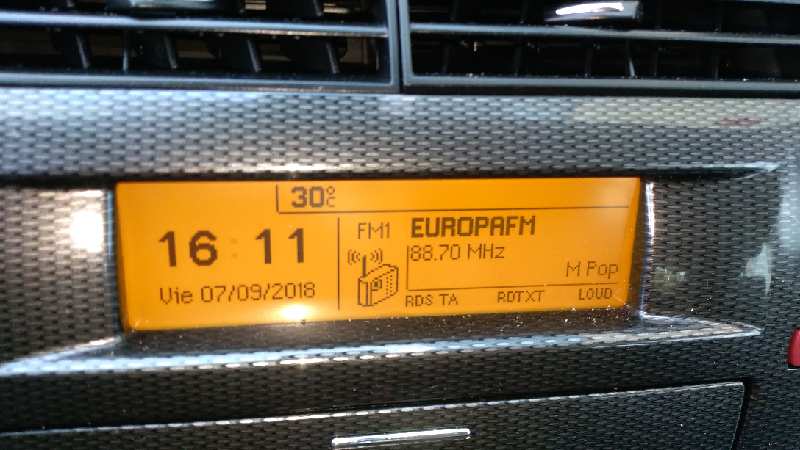 30°C
16:11
Vie 07/09/2018
FM1 EUROPAFM
88.70 MHz
M Pop
RDS TA RDTXT LOUD